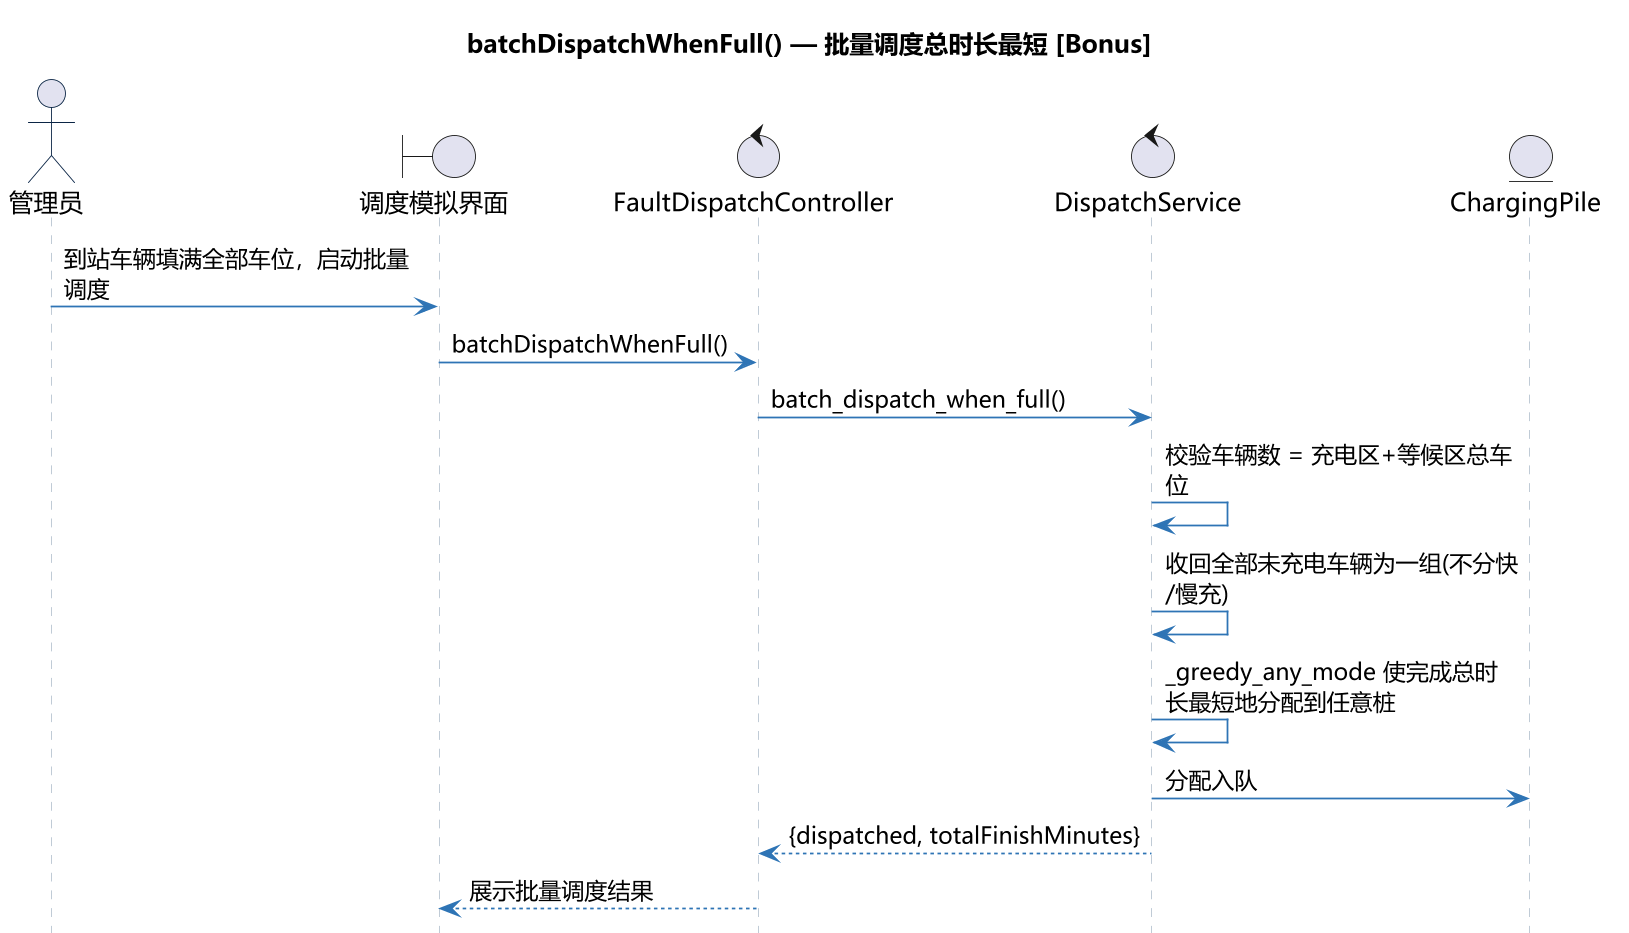 batchDispatchWhenFull() — 批量调度总时长最短 [Bonus]
管理员
调度模拟界面
FaultDispatchController
DispatchService
ChargingPile
到站车辆填满全部车位，启动批量
调度
batchDispatchWhenFull()
batch_dispatch_when_full()
校验车辆数 = 充电区+等候区总车
位
收回全部未充电车辆为一组(不分快
/慢充)
_greedy_any_mode 使完成总时
长最短地分配到任意桩
分配入队
{dispatched, totalFinishMinutes}
展示批量调度结果